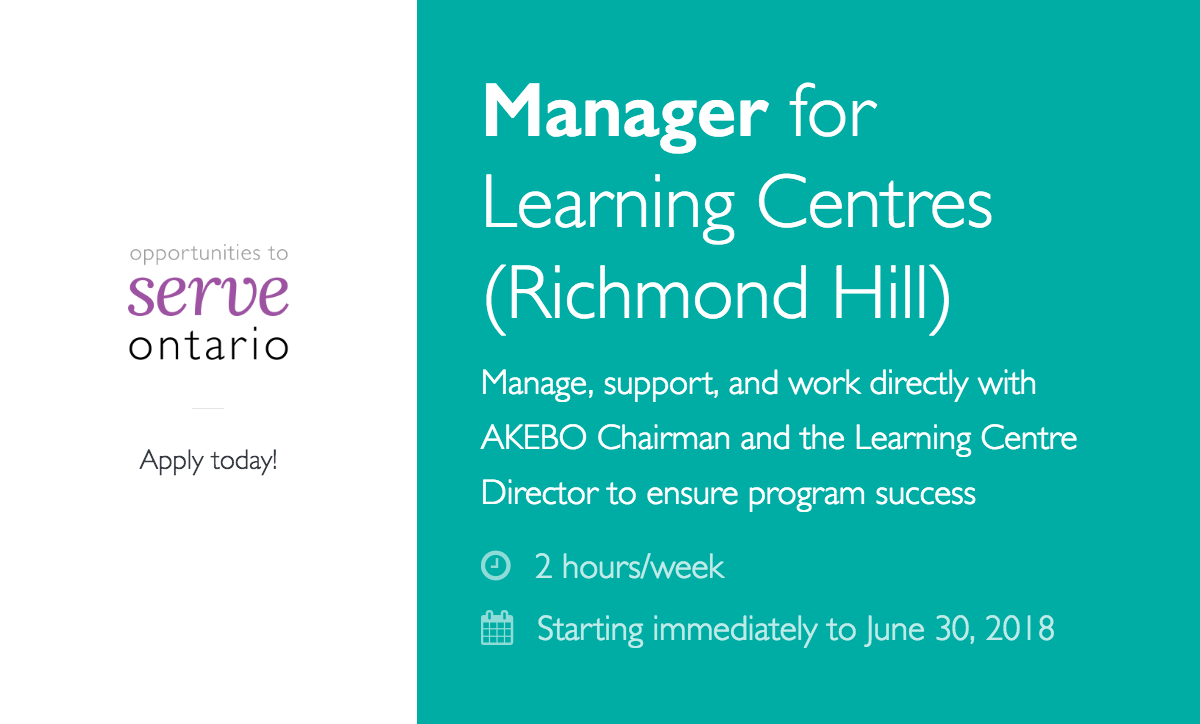 opportunities to
serve
ontario
Apply today!
Manager for
Learning Centres
(Richmond Hill)
Manage, support, and work directly with
AKEBO Chairman and the Learning Centre
Director to ensure program success
2 hours/week
Starting immediately to June 30, 2018